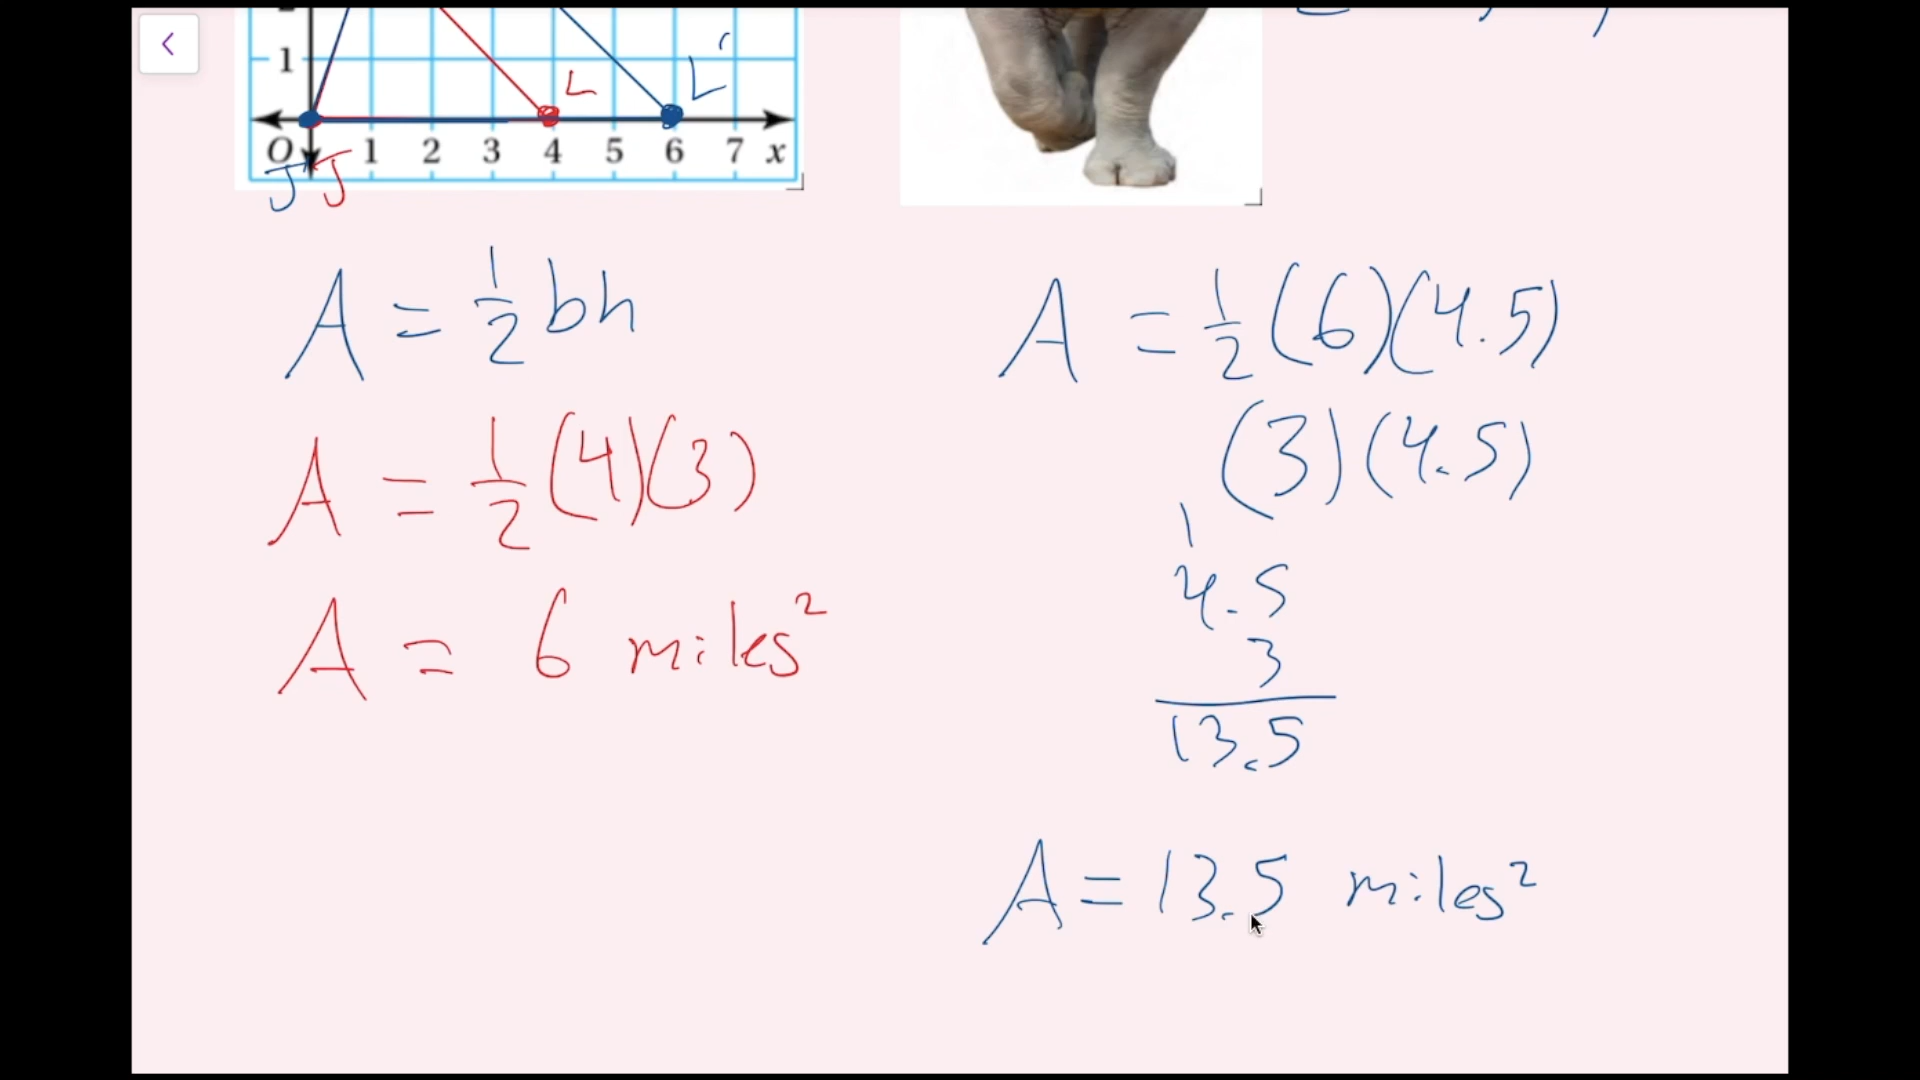 1
L
L'
O 1 2 3 4 5 6 7 x
J' J
A = 1/2 bh
A = 1/2 (4)(3)
A = 6 miles²
A = 1/2 (6)(4.5)
(3)(4.5)
1
4.5
3
13.5
A = 13.5 miles²